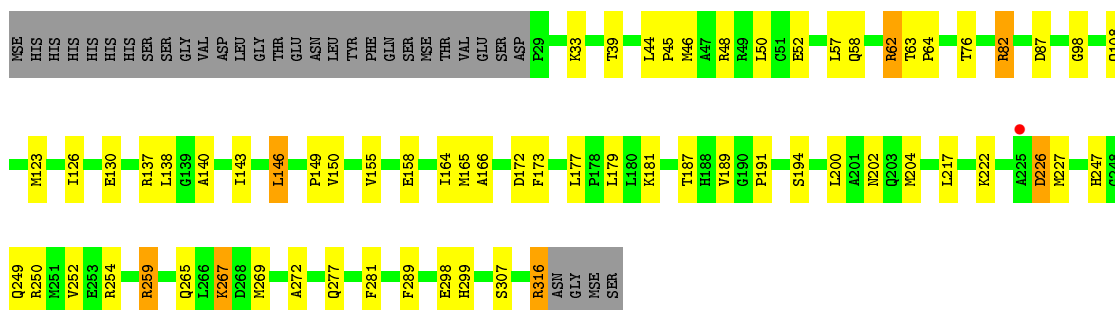 MSE HIS HIS HIS HIS HIS HIS SER SER GLY VAL ASP LEU GLY THR GLU ASN LEU TYR PHE GLN SER MSE THR VAL GLU SER ASP P29 K33 T39 L44 P45 M46 A47 R48 R49 L50 C51 E52 L57 Q58 R62 T63 P64 T76 R82 D87 G98
M123 I126 E130 R137 L138 G139 A140 I143 L146 P149 V150 V155 E158 I164 M165 A166 D172 F173 L177 P178 L179 L180 K181 T187 H188 V189 G190 P191 S194 L200 A201 N202 Q203 M204 L217 K222 A225 D226 M227 H247
Q249 R250 M251 V252 E253 R254 R259 Q265 L266 K267 D268 M269 A272 Q277 F281 F289 E298 H299 S307 R316 ASN GLY MSE SER